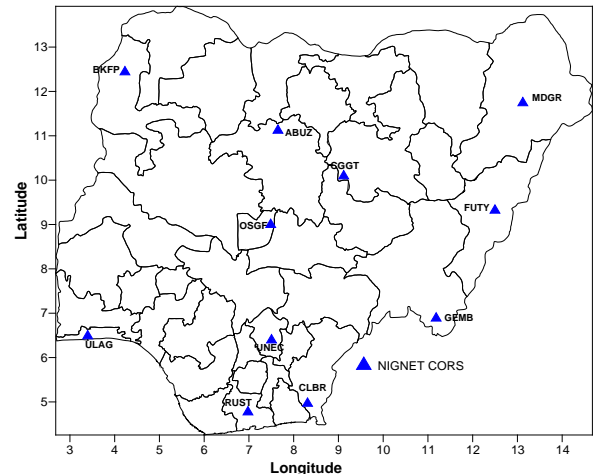 13
12
11
10
9
8
7
6
5
Latitude
BKFP
MDGR
ABUZ
CGGT
FUTY
OSGF
GEMB
ULAG
UNEC
NIGNET CORS
CLBR
RUST
3 4 5 6 7 8 9 10 11 12 13 14
Longitude